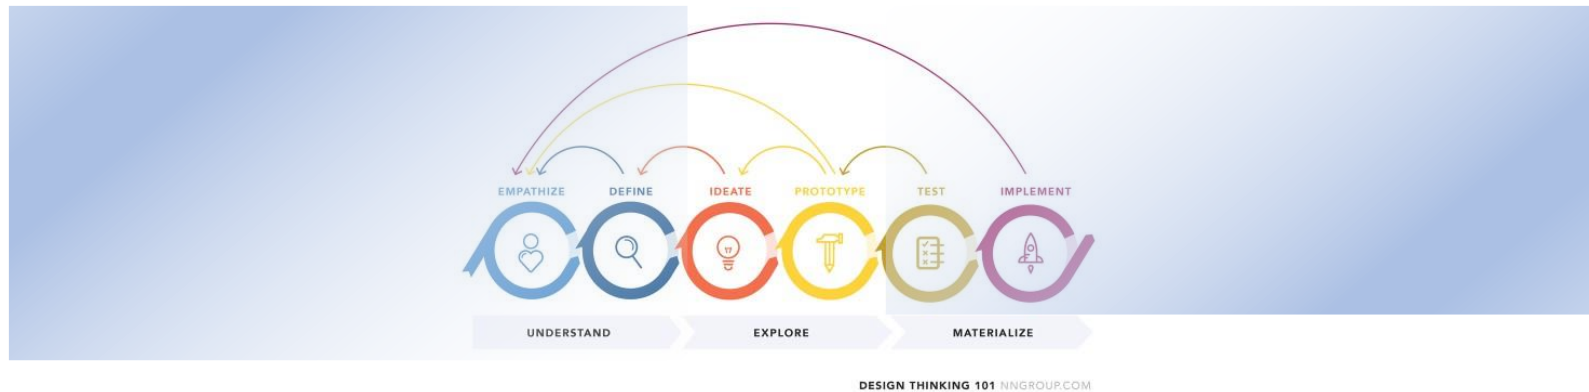 EMPATHIZE DEFINE IDEATE PROTOTYPE TEST IMPLEMENT
UNDERSTAND EXPLORE MATERIALIZE
DESIGN THINKING 101 NNGROUP.COM